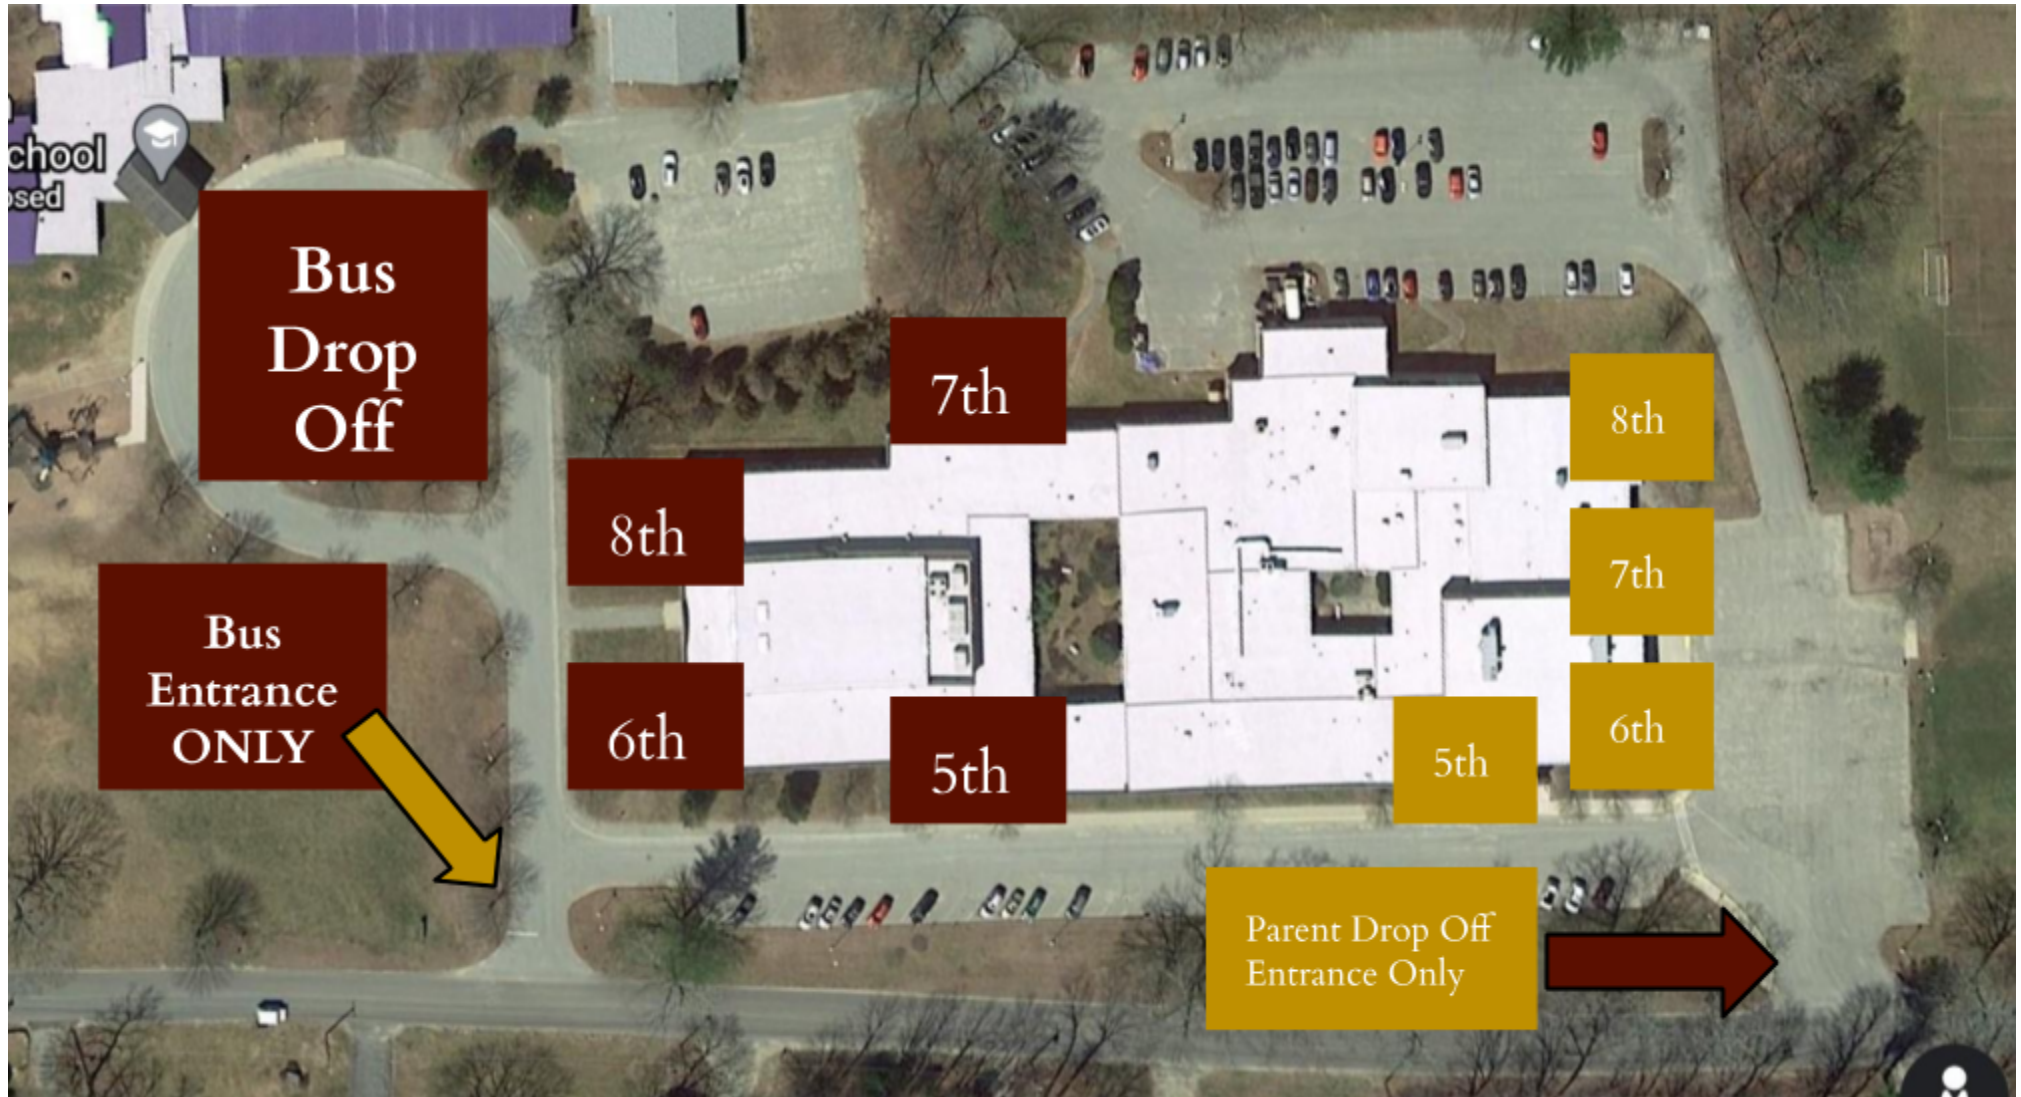 chool
osed
Bus
Drop
Off
7th
8th
8th
7th
Bus
Entrance
ONLY
6th
5th
5th
6th
Parent Drop Off
Entrance Only